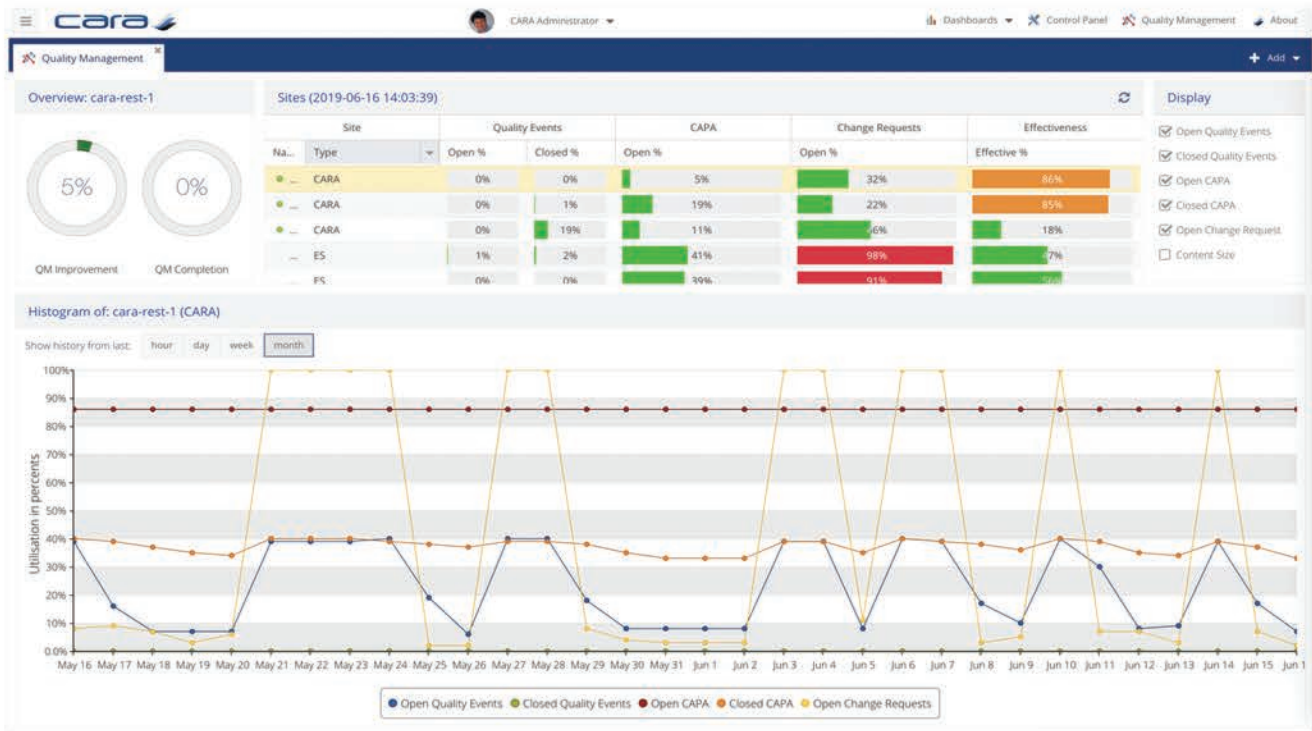 cara
CARA Administrator
Dashboards
Control Panel
Quality Management
About
Quality Management
Add
Overview: cara-rest-1
5%
0%
QM Improvement
QM Completion
Sites (2019-06-16 14:03:39)
Site Quality Events CAPA Change Requests Effectiveness
Na... Type Open % Closed % Open % Open % Effective %
... CARA 0% 0% 5% 32% 86%
... CARA 0% 1% 19% 22% 85%
... CARA 0% 19% 11% 18%
... ES 1% 2% 41% 98% 47%
ES 0% 0% 39% 91%
Display
Open Quality Events
Closed Quality Events
Open CAPA
Closed CAPA
Open Change Request
Content Size
Histogram of: cara-rest-1 (CARA)
Show history from last: hour day week month
Utilisation in percents
100%
90%
80%
70%
60%
50%
40%
30%
20%
10%
0.0%
May 16 May 17 May 18 May 19 May 20 May 21 May 22 May 23 May 24 May 25 May 26 May 27 May 28 May 29 May 30 May 31 Jun 1 Jun 2 Jun 3 Jun 4 Jun 5 Jun 6 Jun 7 Jun 8 Jun 9 Jun 10 Jun 11 Jun 12 Jun 13 Jun 14 Jun 15 Jun 1
Open Quality Events Closed Quality Events Open CAPA Closed CAPA Open Change Requests